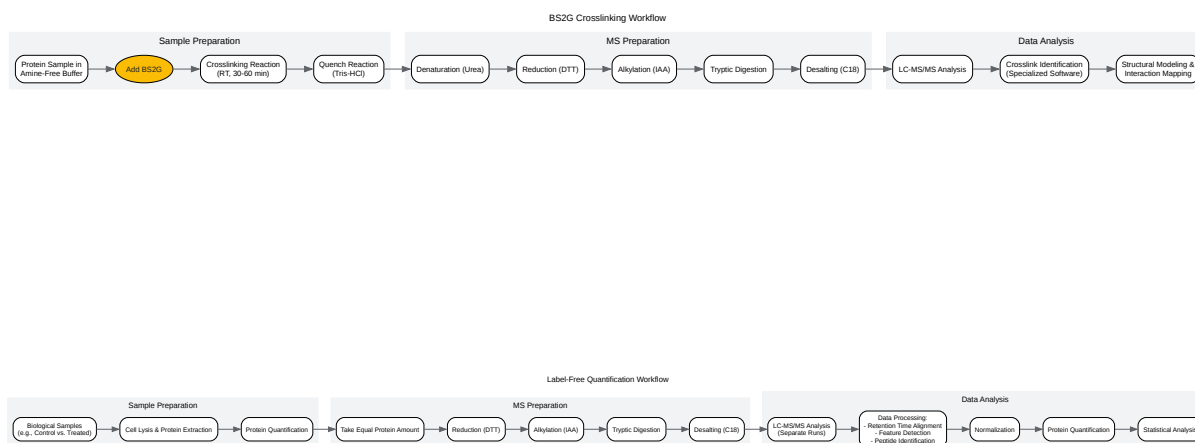 BS2G Crosslinking Workflow
Sample Preparation
MS Preparation
Data Analysis
Protein Sample in
Amine-Free Buffer
Add BS2G
Crosslinking Reaction
(RT, 30-60 min)
Quench Reaction
(Tris-HCl)
Denaturation (Urea)
Reduction (DTT)
Alkylation (IAA)
Tryptic Digestion
Desalting (C18)
LC-MS/MS Analysis
Crosslink Identification
(Specialized Software)
Structural Modeling &
Interaction Mapping
Label-Free Quantification Workflow
Sample Preparation
MS Preparation
Data Analysis
Biological Samples
(e.g., Control vs. Treated)
Cell Lysis & Protein Extraction
Protein Quantification
Take Equal Protein Amount
Reduction (DTT)
Alkylation (IAA)
Tryptic Digestion
Desalting (C18)
LC-MS/MS Analysis
(Separate Runs)
Data Processing:
- Retention Time Alignment
- Feature Detection
- Peptide Identification
Normalization
Protein Quantification
Statistical Analysis